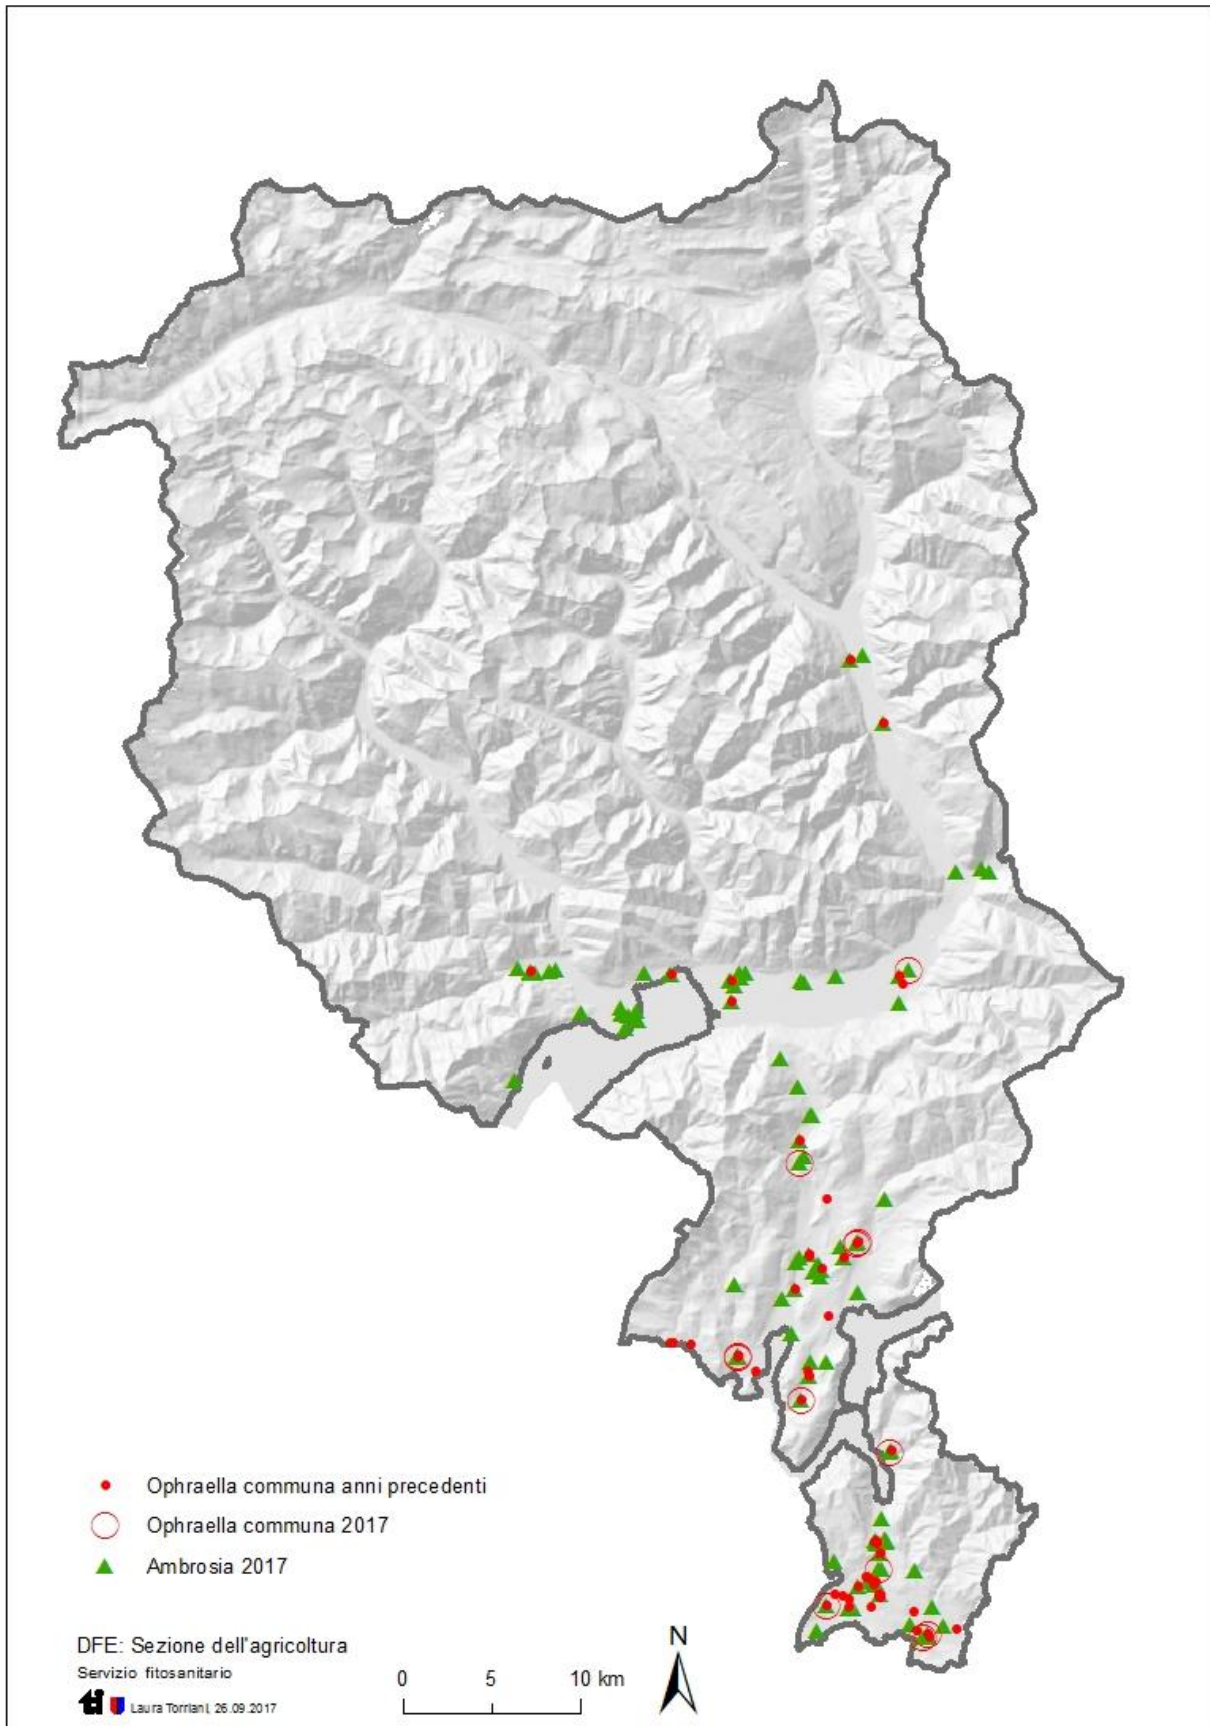 Ophraella communa anni precedenti
Ophraella communa 2017
Ambrosia 2017
DFE: Sezione dell'agricoltura
Servizio fitosanitario
ti Laura Torriani, 26.09.2017
0 5 10 km
N